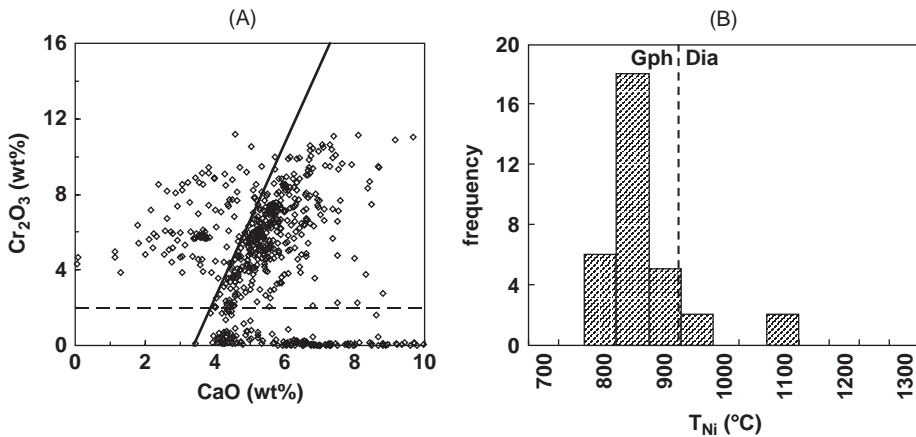 (A)
Cr₂O₃ (wt%)
16
12
8
4
0
0 2 4 6 8 10
CaO (wt%)
(B)
frequency
20
16
12
8
4
0
Gph Dia
700 800 900 1000 1100 1200 1300
T_Ni (°C)